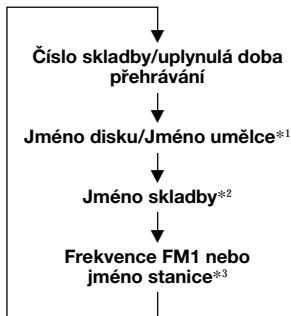 Číslo skladby/uplynulá doba
přehrávání
Jméno disku/Jméno umělce*1
Jméno skladby*2
Frekvence FM1 nebo
jméno stanice*3